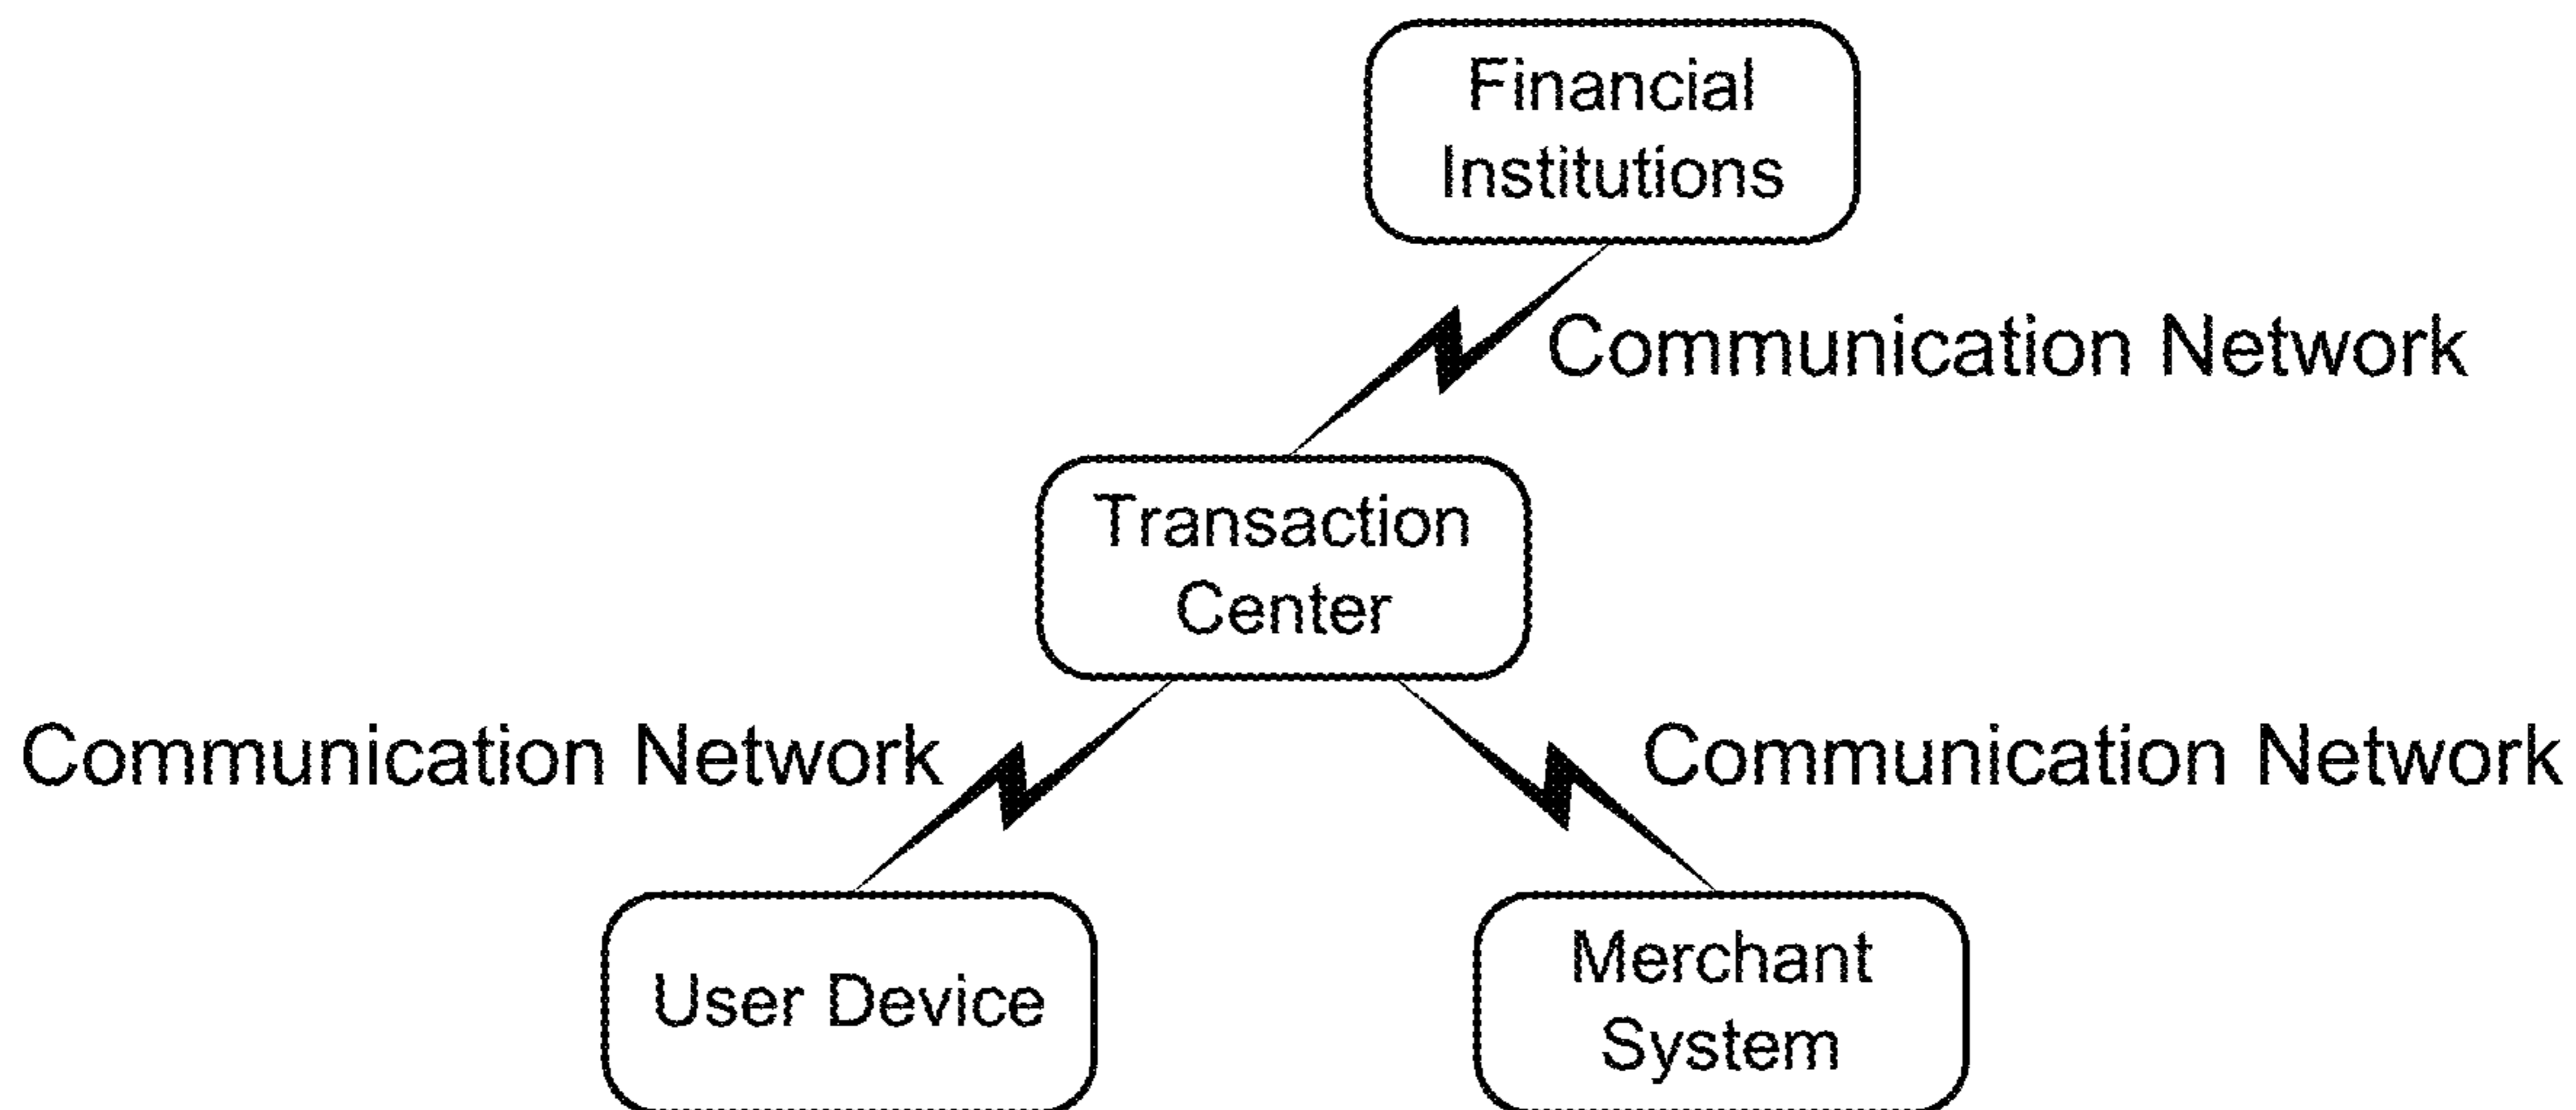 Financial
Institutions
Communication Network
Transaction
Center
Communication Network
Communication Network
User Device
Merchant
System